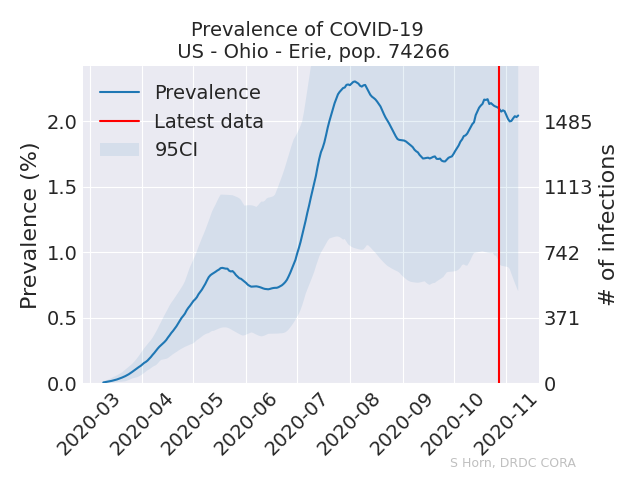 Prevalence of COVID-19
US - Ohio - Erie, pop. 74266
Prevalence
Latest data
95CI
Prevalence (%)
2.0
1.5
1.0
0.5
0.0
1485
1113
742
371
0
# of infections
2020-03
2020-04
2020-05
2020-06
2020-07
2020-08
2020-09
2020-10
2020-11
S Horn, DRDC CORA